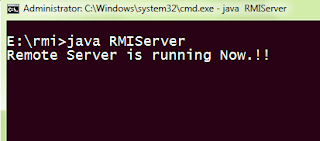 Administrator: C:\Windows\system32\cmd.exe - java  RMIServer
E:\rmi>java RMIServer
Remote Server is running Now.!!